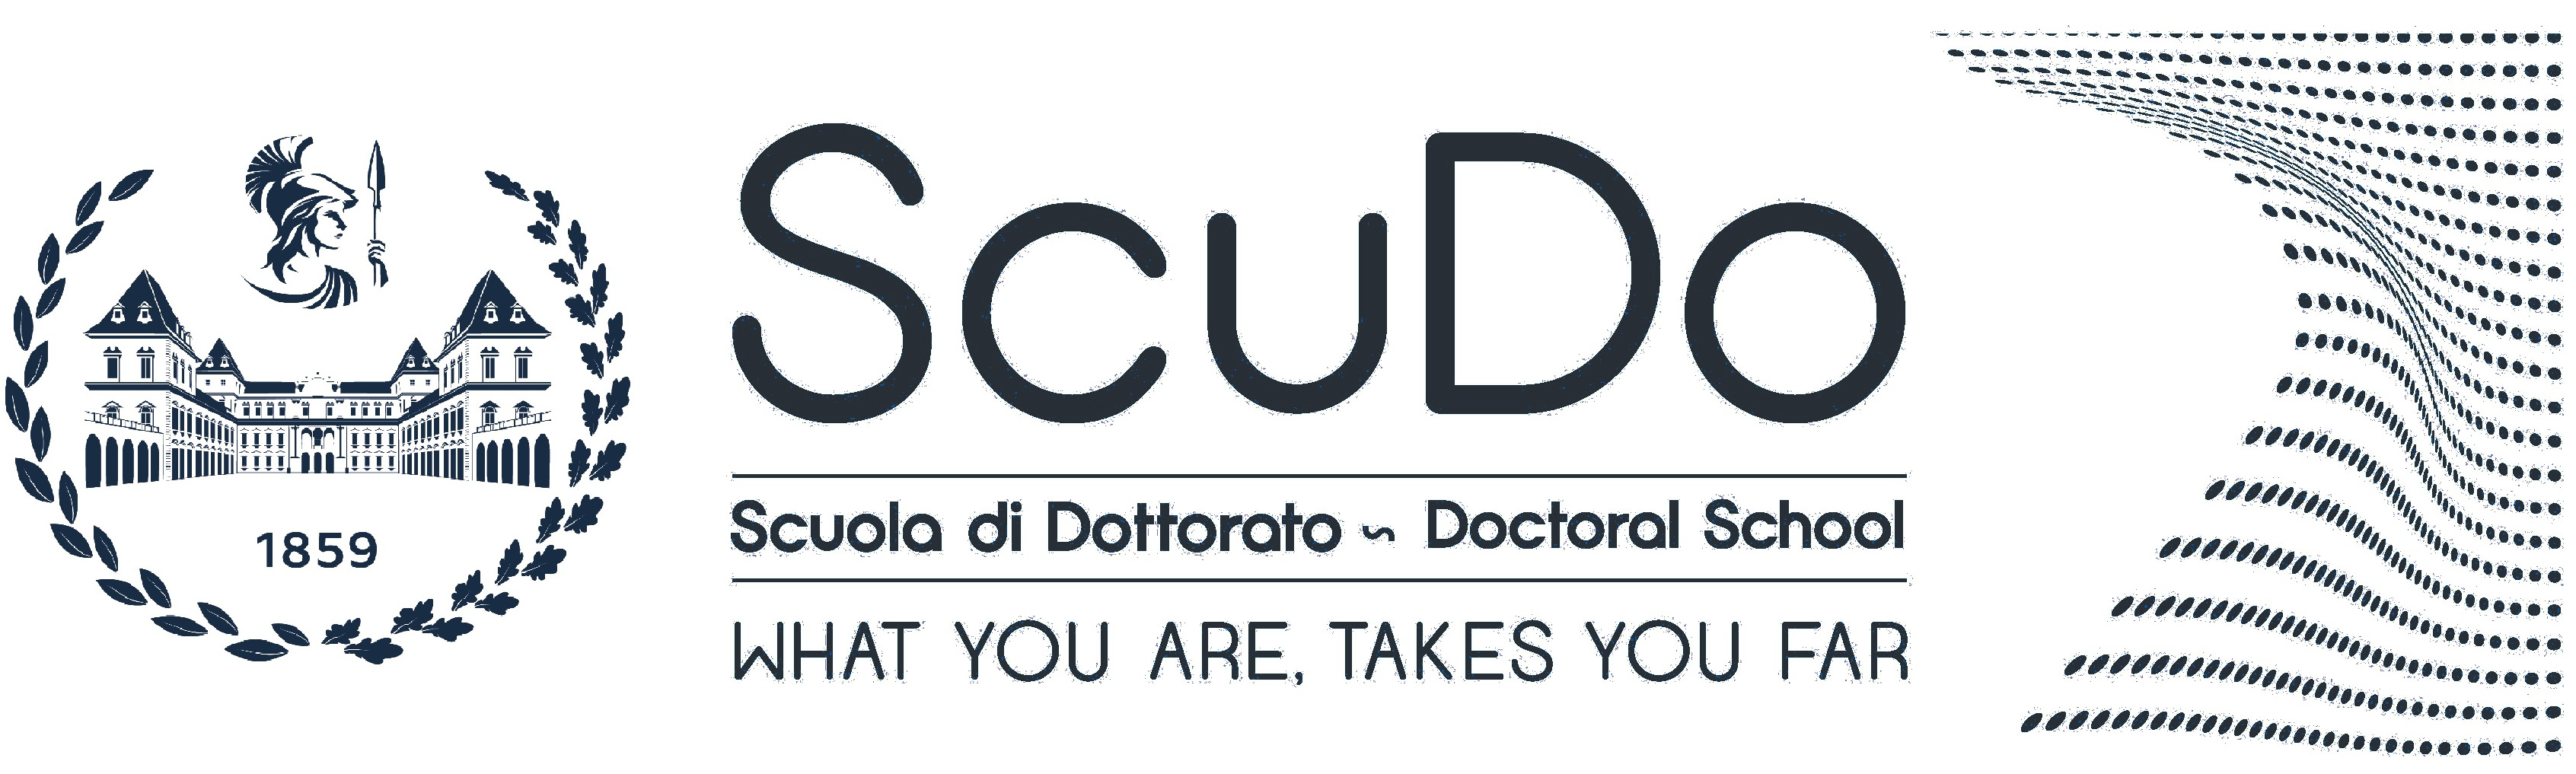 1859
ScuDo
Scuola di Dottorato ~ Doctoral School
WHAT YOU ARE, TAKES YOU FAR